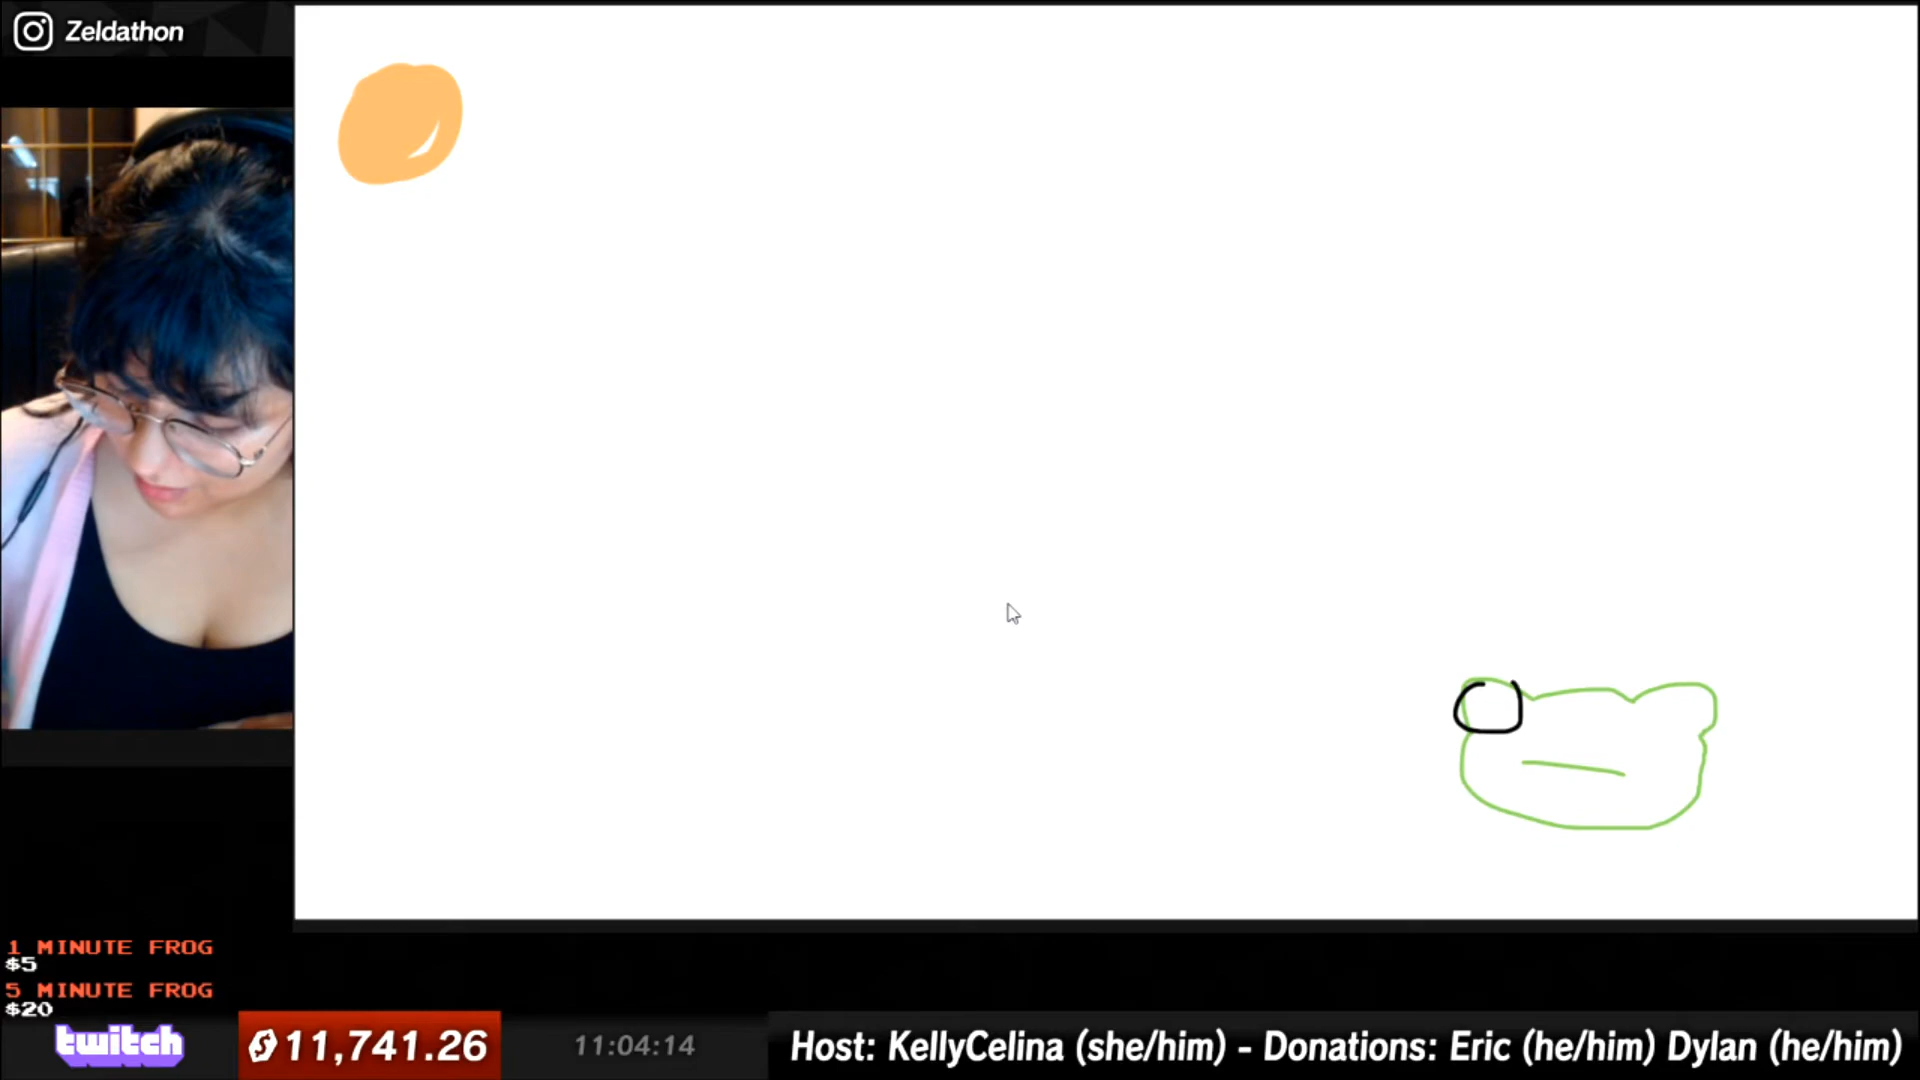 Zeldathon
1 MINUTE FROG
$5
5 MINUTE FROG
$20
twitch
$11,741.26
11:04:14
Host: KellyCelina (she/him) - Donations: Eric (he/him) Dylan (he/him)